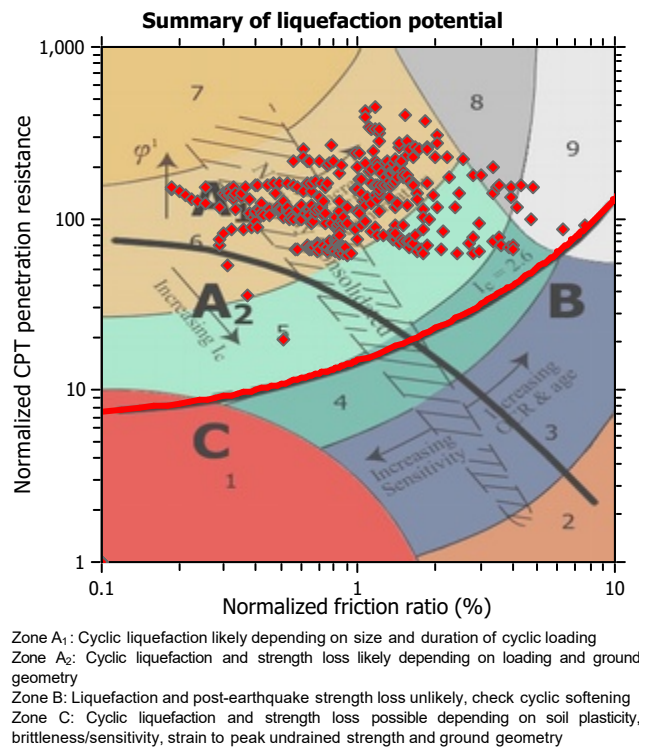 Summary of liquefaction potential
1,000
7
8
9
φ'
100
A
6
Normalized CPT penetration resistance
I_c = 2.6
A₂
B
Increasing I_c
5
10
4
Increasing
OCR & age
C
Increasing
Sensitivity
3
1
2
1
0.1
1
10
Normalized friction ratio (%)
Zone A₁: Cyclic liquefaction likely depending on size and duration of cyclic loading
Zone A₂: Cyclic liquefaction and strength loss likely depending on loading and ground
geometry
Zone B: Liquefaction and post-earthquake strength loss unlikely, check cyclic softening
Zone C: Cyclic liquefaction and strength loss possible depending on soil plasticity,
brittleness/sensitivity, strain to peak undrained strength and ground geometry